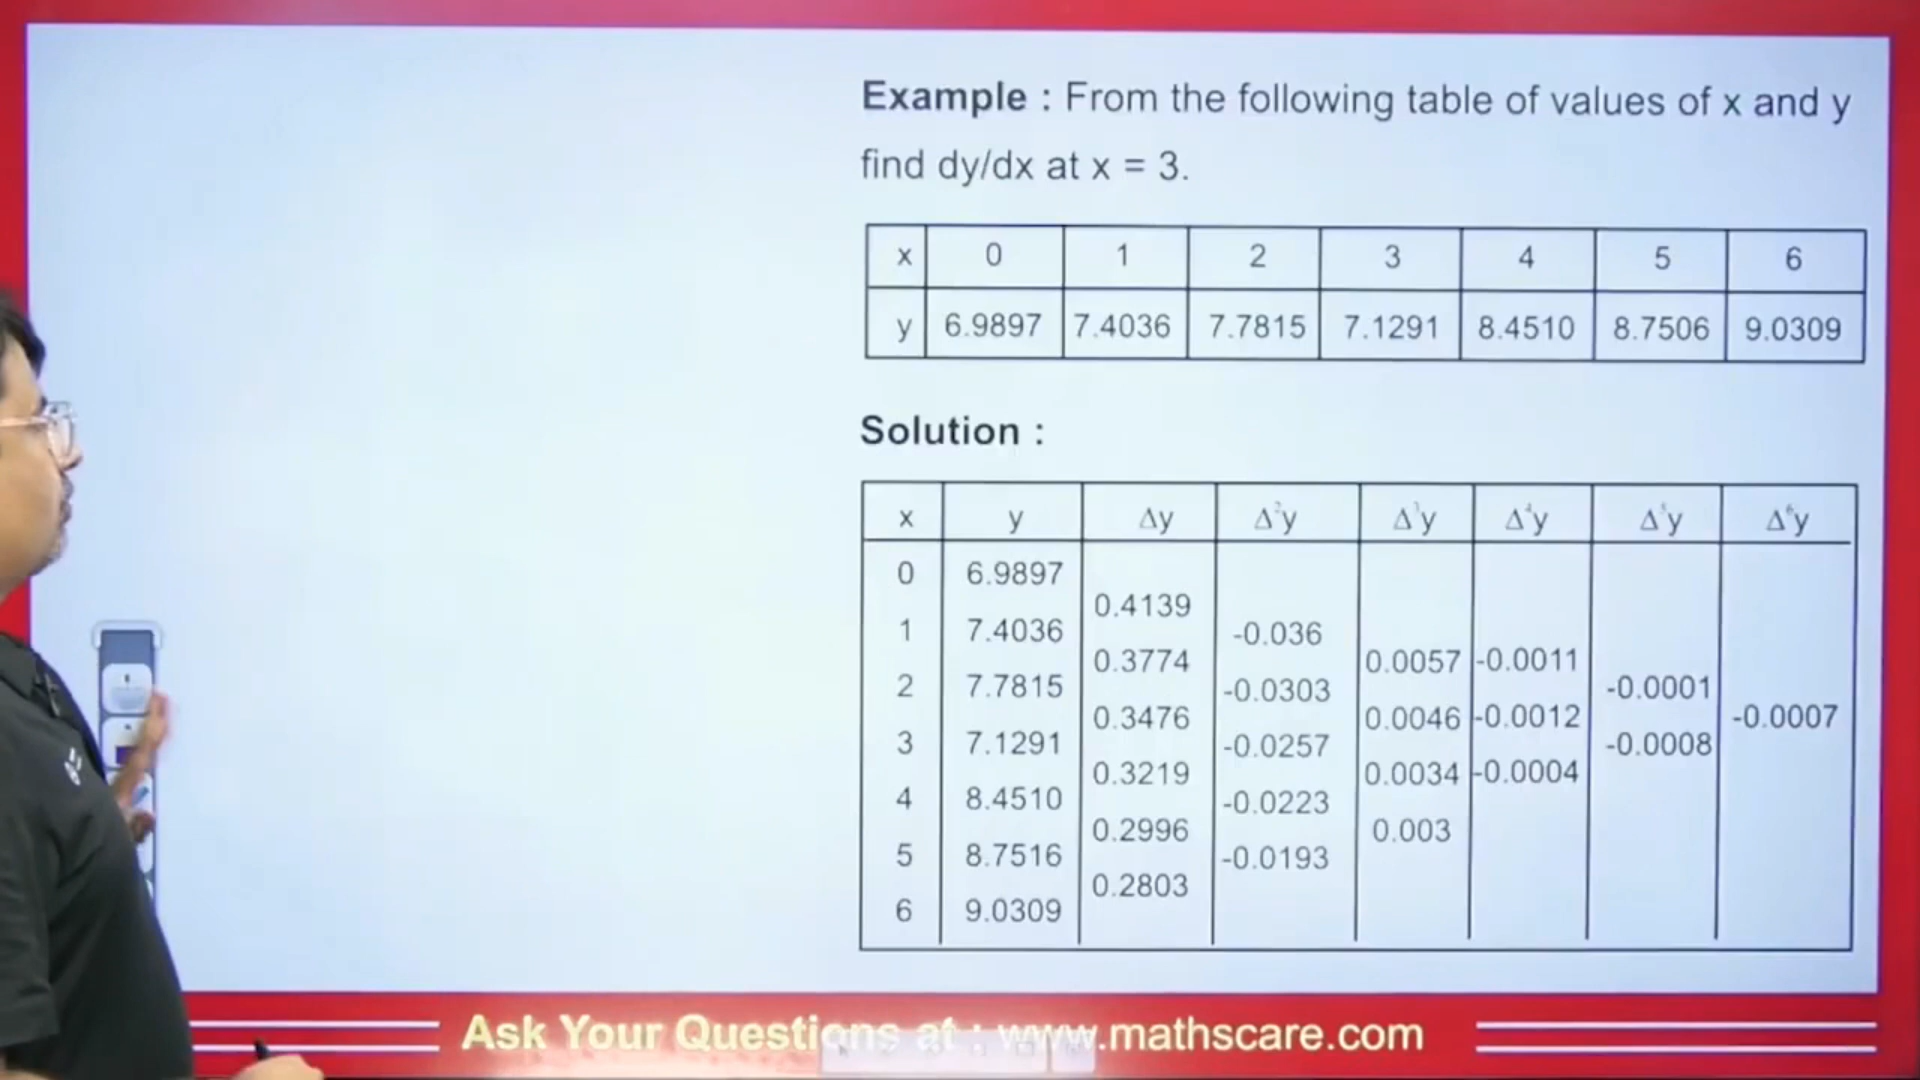 Example : From the following table of values of x and y
find dy/dx at x = 3.
x 0 1 2 3 4 5 6
y 6.9897 7.4036 7.7815 7.1291 8.4510 8.7506 9.0309
Solution :
x y Δy Δ²y Δ³y Δ⁴y Δ⁵y Δ⁶y
0 6.9897
0.4139
1 7.4036 -0.036
0.3774 0.0057 -0.0011
2 7.7815 -0.0303 -0.0001
0.3476 0.0046 -0.0012 -0.0007
3 7.1291 -0.0257 -0.0008
0.3219 0.0034 -0.0004
4 8.4510 -0.0223
0.2996 0.003
5 8.7516 -0.0193
0.2803
6 9.0309
Ask Your Questions at : www.mathscare.com